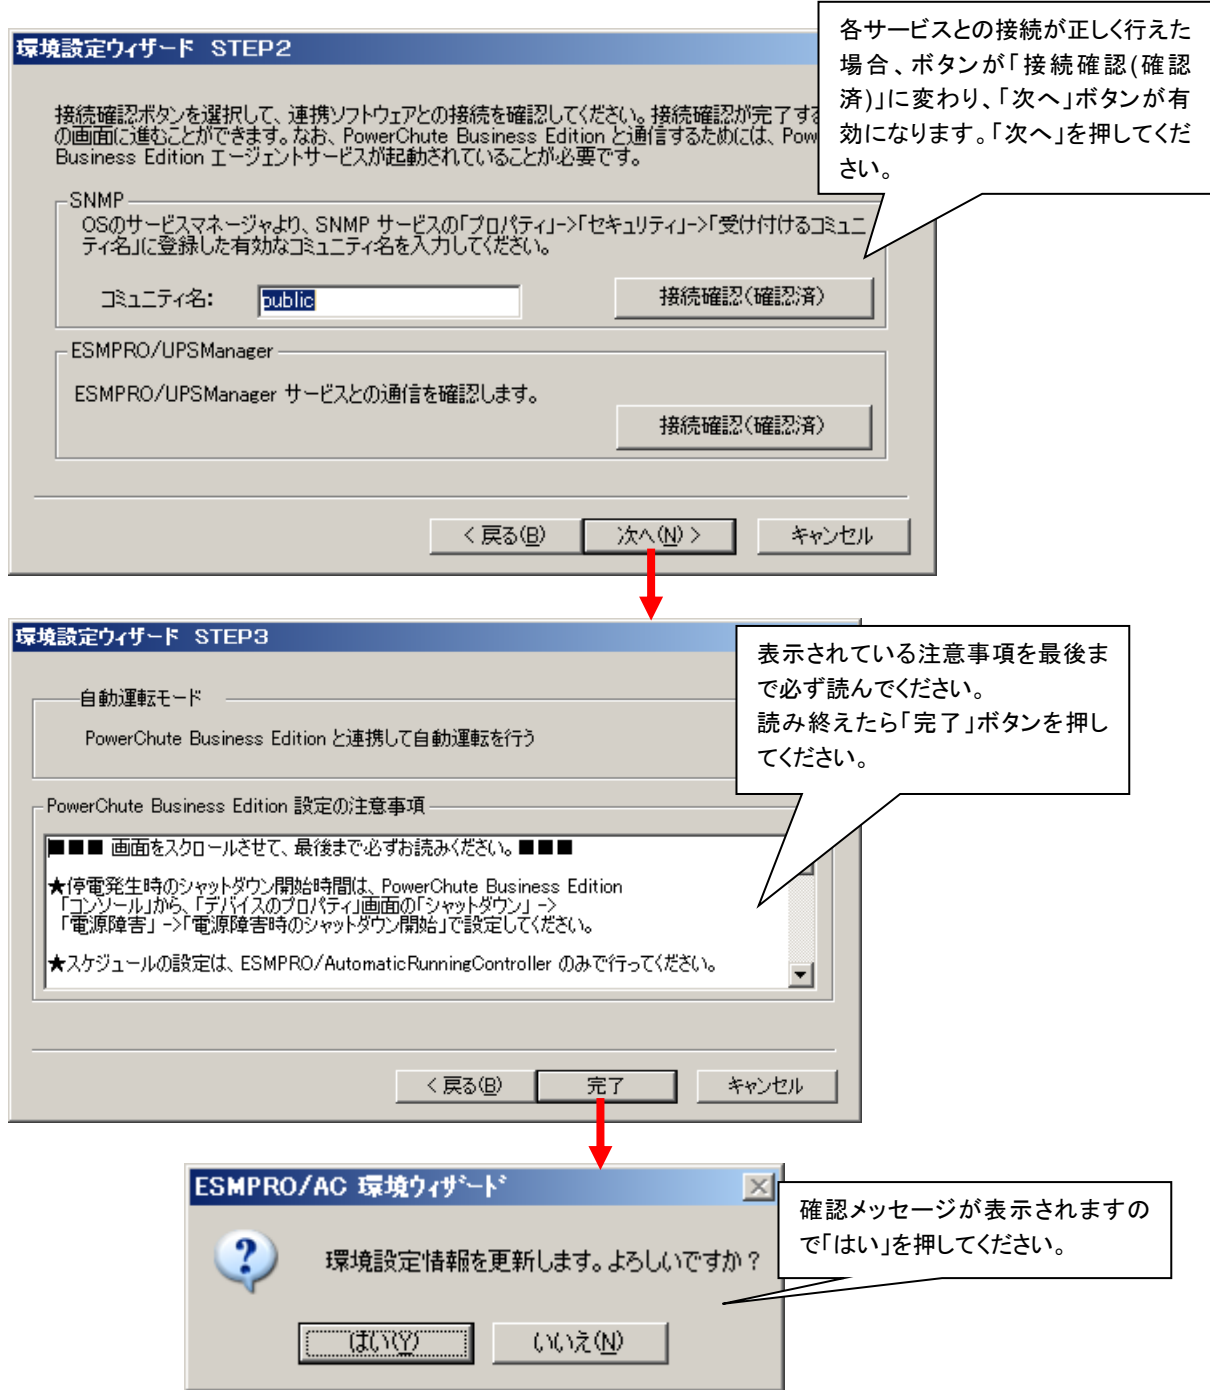 環境設定ウィザード STEP2
各サービスとの接続が正しく行えた
場合、ボタンが「接続確認(確認
済)」に変わり、「次へ」ボタンが有
効になります。「次へ」を押してくだ
さい。
接続確認ボタンを選択して、連携ソフトウェアとの接続を確認してください。接続確認が完了する
の画面に進むことができます。なお、PowerChute Business Edition と通信するためには、Pow
Business Edition エージェントサービスが起動されていることが必要です。
SNMP
OSのサービスマネージャより、SNMP サービスの「プロパティ」->「セキュリティ」->「受け付けるコミュニ
ティ名」に登録した有効なコミュニティ名を入力してください。
コミュニティ名: public 接続確認(確認済)
ESMPRO/UPSManager
ESMPRO/UPSManager サービスとの通信を確認します。
接続確認(確認済)
< 戻る(B) 次へ(N) > キャンセル
環境設定ウィザード STEP3
表示されている注意事項を最後ま
で必ず読んでください。
読み終えたら「完了」ボタンを押し
てください。
自動運転モード
PowerChute Business Edition と連携して自動運転を行う
PowerChute Business Edition 設定の注意事項
■■■ 画面をスクロールさせて、最後まで必ずお読みください。■■■
★停電発生時のシャットダウン開始時間は、PowerChute Business Edition
「コンソール」から、「デバイスのプロパティ」画面の「シャットダウン」 ->
「電源障害」 ->「電源障害時のシャットダウン開始」で設定してください。
★スケジュールの設定は、ESMPRO/AutomaticRunningController のみで行ってください。
< 戻る(B) 完了 キャンセル
ESMPRO/AC 環境ウィザード
確認メッセージが表示されますの
で「はい」を押してください。
環境設定情報を更新します。よろしいですか?
はい(Y) いいえ(N)